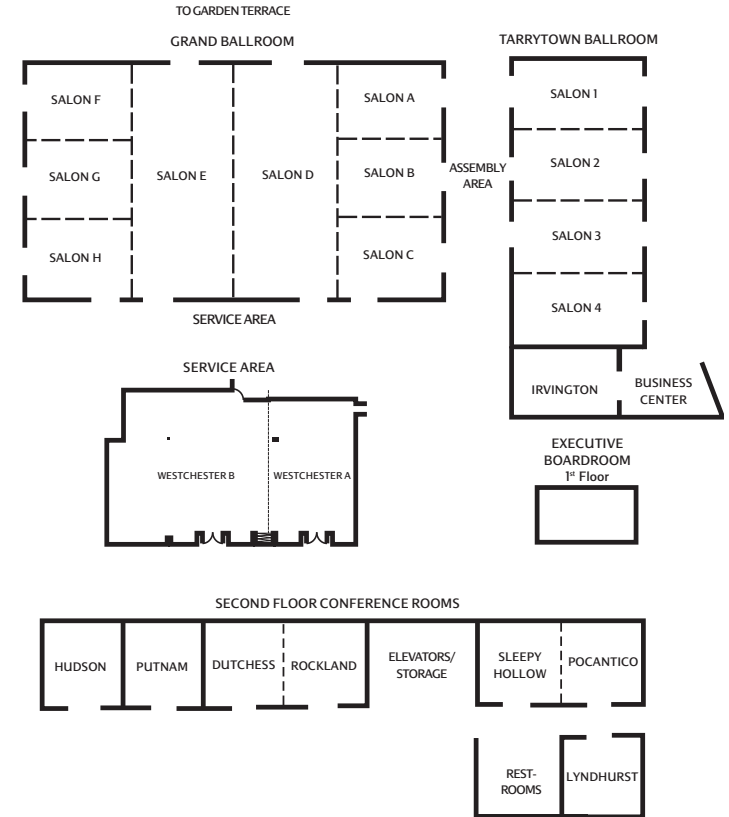 TO GARDEN TERRACE
GRAND BALLROOM
TARRYTOWN BALLROOM
SALON F
SALON G
SALON H
SALON E
SALON D
SALON A
SALON B
SALON C
ASSEMBLY
AREA
SALON 1
SALON 2
SALON 3
SALON 4
SERVICE AREA
IRVINGTON
BUSINESS
CENTER
SERVICE AREA
WESTCHESTER B
WESTCHESTER A
EXECUTIVE
BOARDROOM
1st Floor
SECOND FLOOR CONFERENCE ROOMS
HUDSON
PUTNAM
DUTCHESS
ROCKLAND
ELEVATORS/
STORAGE
SLEEPY
HOLLOW
POCANTICO
REST-
ROOMS
LYNDHURST